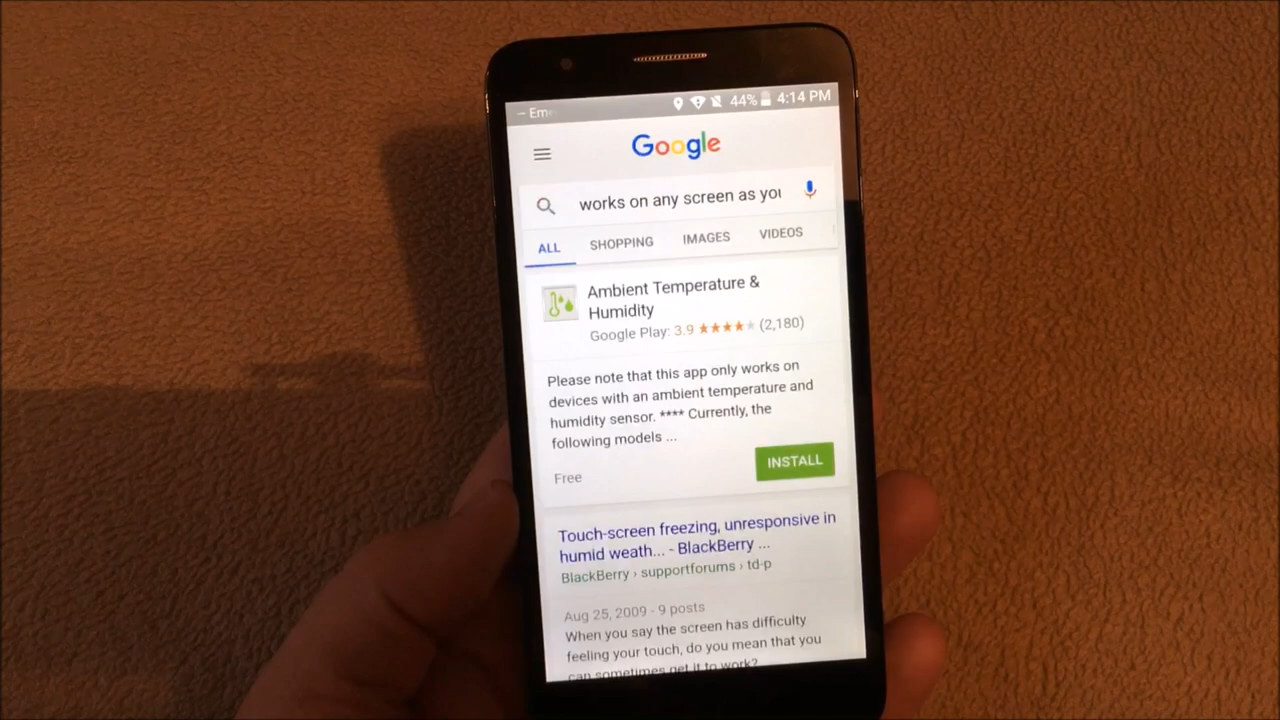 – Em
44% 4:14 PM
Google
works on any screen as you
ALL SHOPPING IMAGES VIDEOS
Ambient Temperature &
Humidity
Google Play: 3.9 (2,180)
Please note that this app only works on
devices with an ambient temperature and
humidity sensor. **** Currently, the
following models ...
Free
INSTALL
Touch-screen freezing, unresponsive in
humid weath... - BlackBerry ...
BlackBerry › supportforums › td-p
Aug 25, 2009 - 9 posts
When you say the screen has difficulty
feeling your touch, do you mean that you
can sometimes get it to work?